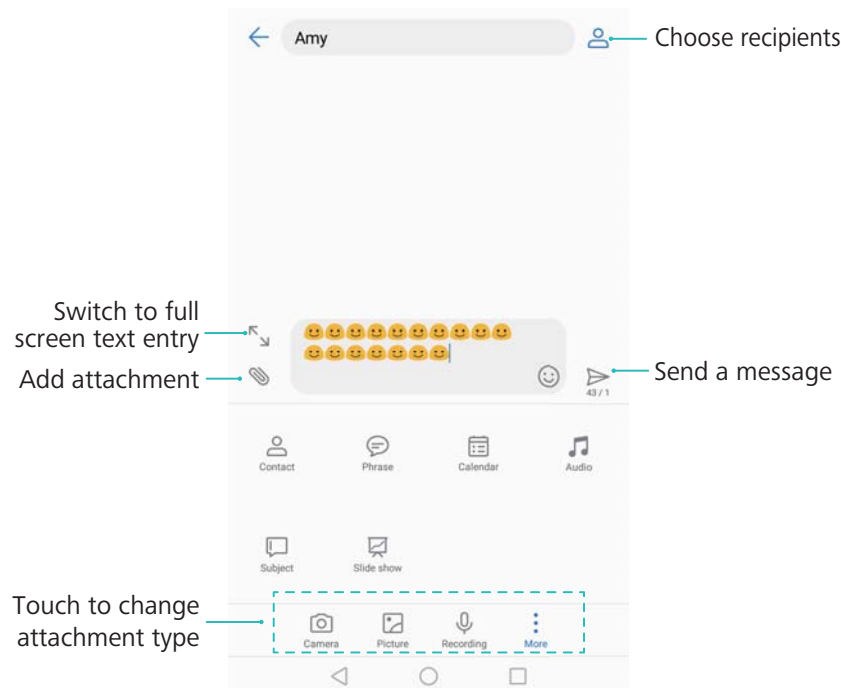 Amy
Choose recipients
Switch to full
screen text entry
Add attachment
Send a message
43 / 1
Contact
Phrase
Calendar
Audio
Subject
Slide show
Touch to change
attachment type
Camera
Picture
Recording
More